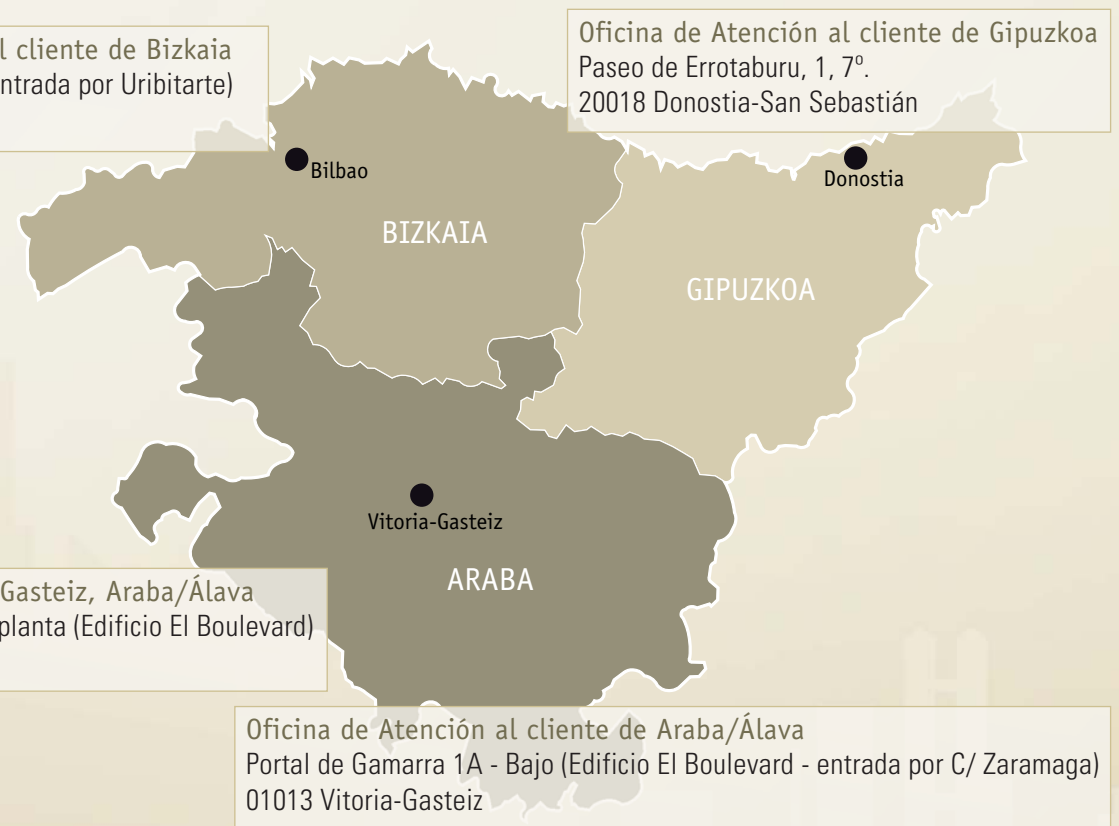 l cliente de Bizkaia
ntrada por Uribitarte)
Oficina de Atención al cliente de Gipuzkoa
Paseo de Errotaburu, 1, 7º.
20018 Donostia-San Sebastián
Bilbao
Donostia
BIZKAIA
GIPUZKOA
Vitoria-Gasteiz
ARABA
Gasteiz, Araba/Álava
planta (Edificio El Boulevard)
Oficina de Atención al cliente de Araba/Álava
Portal de Gamarra 1A - Bajo (Edificio El Boulevard - entrada por C/ Zaramaga)
01013 Vitoria-Gasteiz